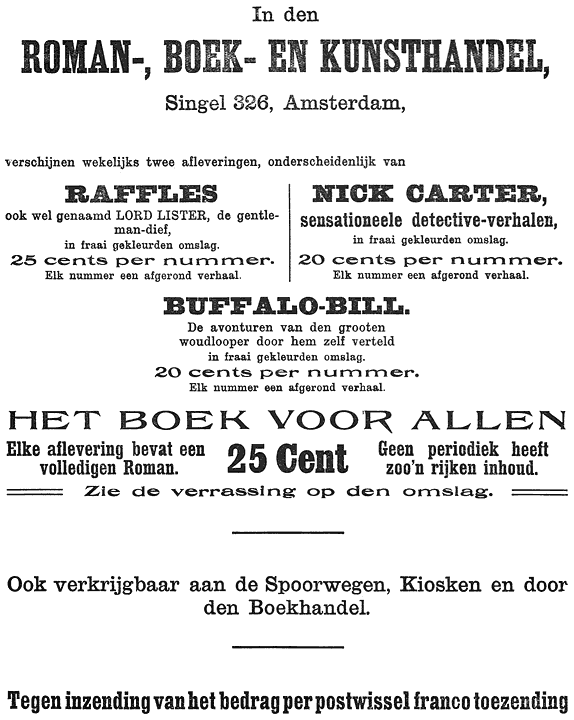 In den
ROMAN-, BOEK- EN KUNSTHANDEL,
Singel 326, Amsterdam,
verschijnen wekelijks twee afleveringen, onderscheidenlijk van
RAFFLES
ook wel genaamd LORD LISTER, de gentle-
man-dief,
in fraai gekleurden omslag.
25 cents per nummer.
Elk nummer een afgerond verhaal.
NICK CARTER,
sensationeele detective-verhalen,
in fraai gekleurden omslag.
20 cents per nummer.
Elk nummer een afgerond verhaal.
BUFFALO-BILL.
De avonturen van den grooten
woudlooper door hem zelf verteld
in fraai gekleurden omslag.
20 cents per nummer.
Elk nummer een afgerond verhaal.
HET BOEK VOOR ALLEN
Elke aflevering bevat een
volledigen Roman.
25 Cent
Geen periodiek heeft
zoo'n rijken inhoud.
Zie de verrassing op den omslag.
Ook verkrijgbaar aan de Spoorwegen, Kiosken en door
den Boekhandel.
Tegen inzending van het bedrag per postwissel franco toezending